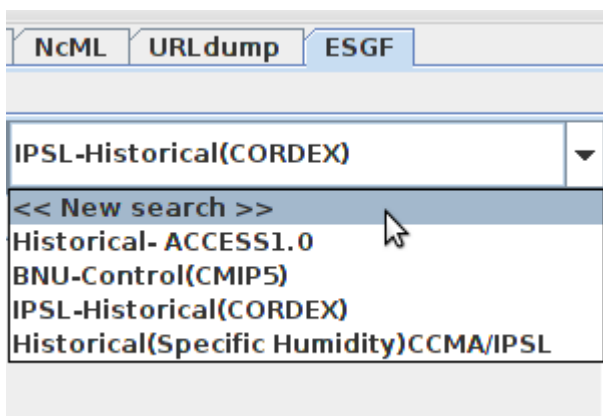 NcML URLdump ESGF
IPSL-Historical(CORDEX)
<< New search >>
Historical- ACCESS1.0
BNU-Control(CMIP5)
IPSL-Historical(CORDEX)
Historical(Specific Humidity)CCMA/IPSL